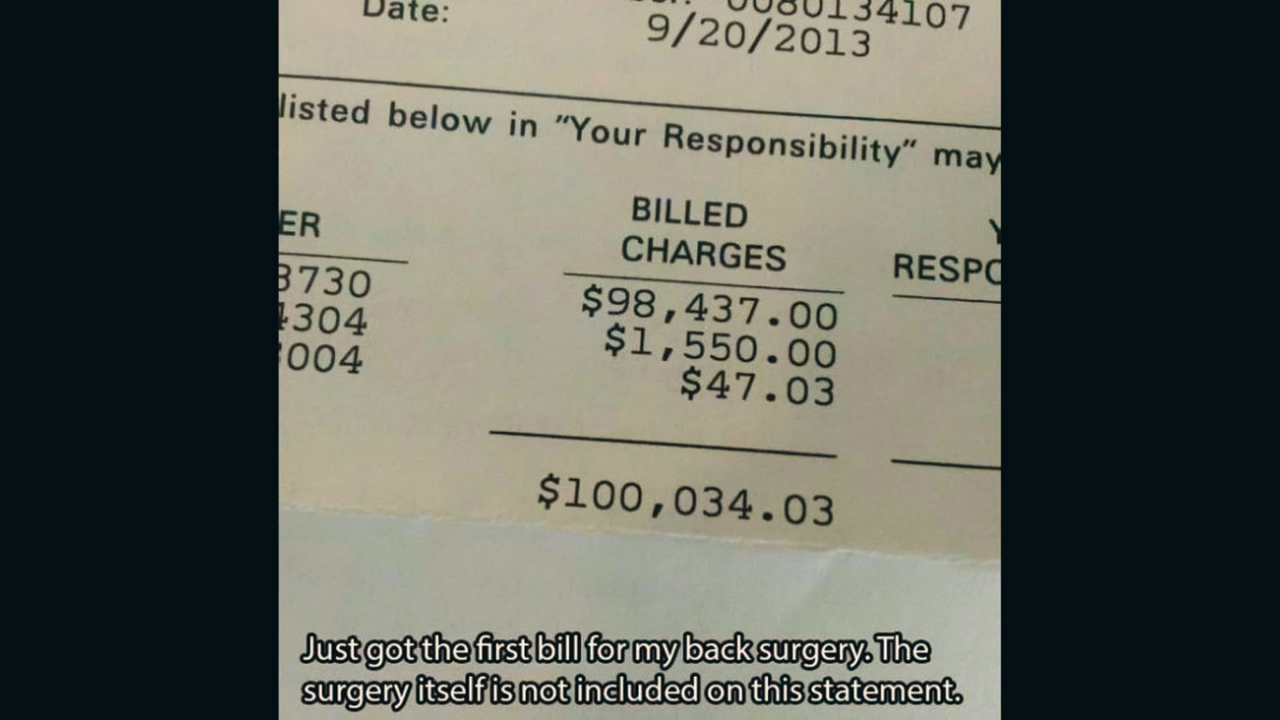 Date:
0080134107
9/20/2013
listed below in "Your Responsibility" may
BILLED
CHARGES
$98,437.00
$1,550.00
$47.03
$100,034.03
Just got the first bill for my back surgery. The
surgery itself is not included on this statement.